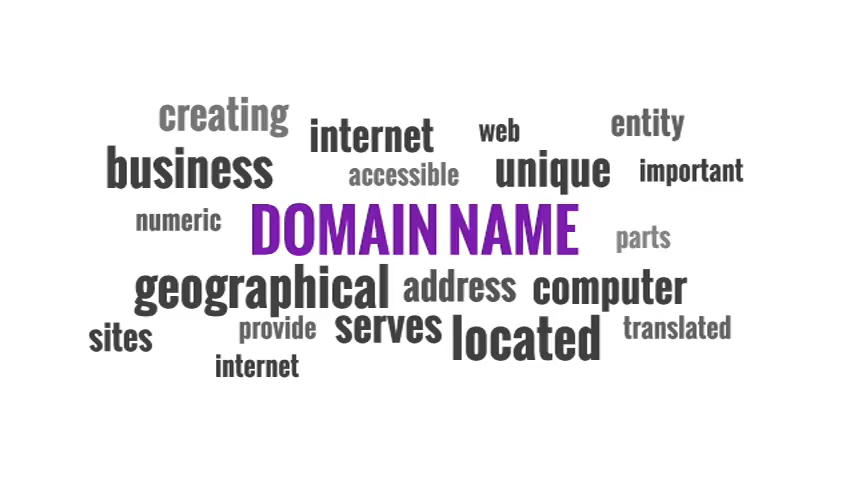 creating
internet
web
entity
business
accessible
unique
important
numeric
DOMAIN NAME
parts
geographical
address
computer
sites
provide
serves
located
translated
internet